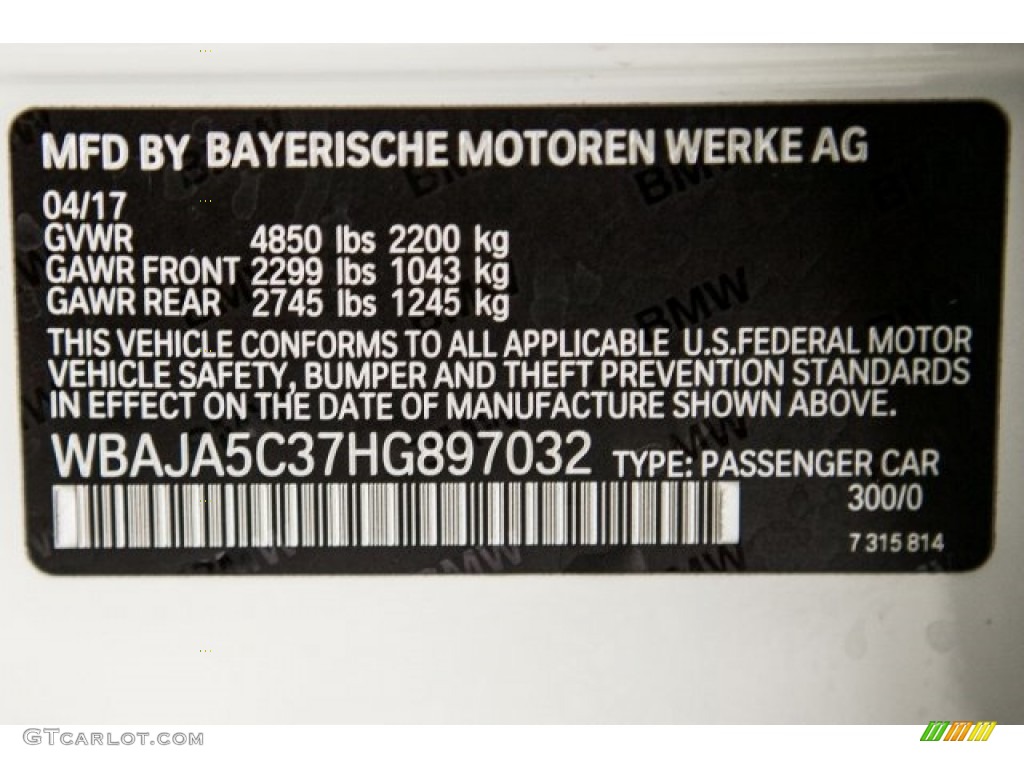 MFD BY BAYERISCHE MOTOREN WERKE AG
04/17
GVWR 4850 lbs 2200 kg
GAWR FRONT 2299 lbs 1043 kg
GAWR REAR 2745 lbs 1245 kg
THIS VEHICLE CONFORMS TO ALL APPLICABLE U.S.FEDERAL MOTOR
VEHICLE SAFETY, BUMPER AND THEFT PREVENTION STANDARDS
IN EFFECT ON THE DATE OF MANUFACTURE SHOWN ABOVE.
WBAJA5C37HG897032 TYPE: PASSENGER CAR
300/0
7 315 814
GTCARLOT.COM